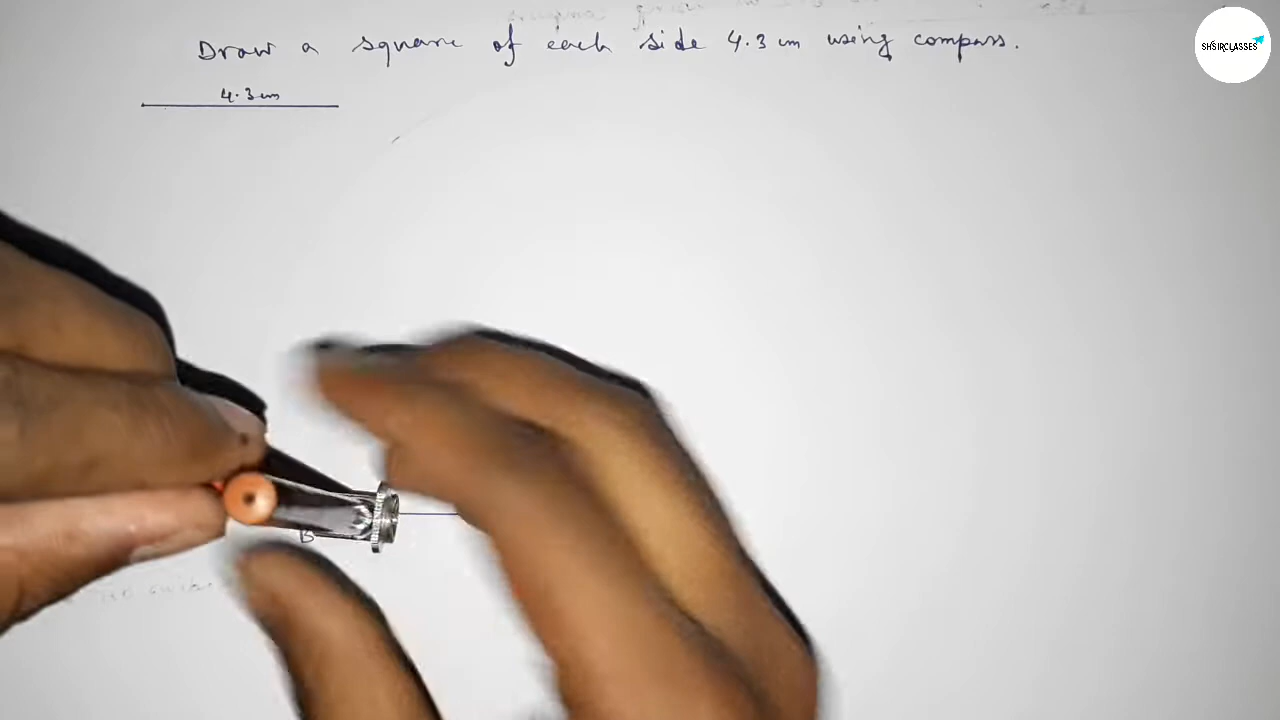 Draw a square of each side 4.3 cm using compass.
SHSIRCLASSES
4.3 cm
B